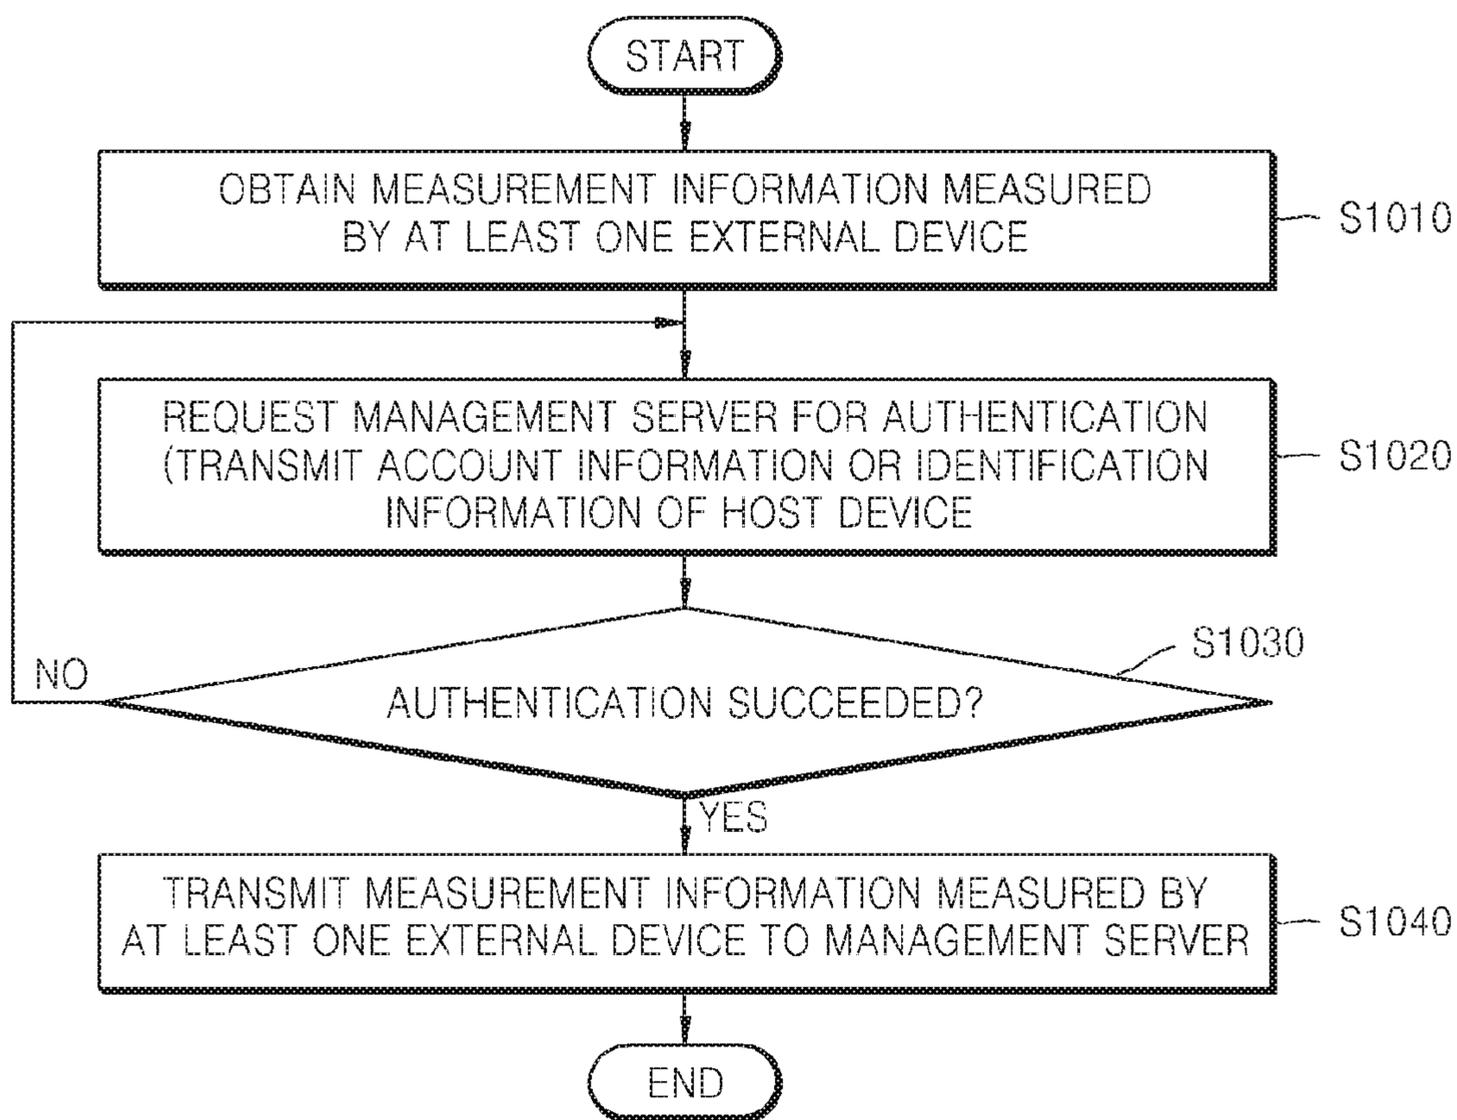 START
OBTAIN MEASUREMENT INFORMATION MEASURED
BY AT LEAST ONE EXTERNAL DEVICE
S1010
REQUEST MANAGEMENT SERVER FOR AUTHENTICATION
(TRANSMIT ACCOUNT INFORMATION OR IDENTIFICATION
INFORMATION OF HOST DEVICE
S1020
S1030
NO
AUTHENTICATION SUCCEEDED?
YES
TRANSMIT MEASUREMENT INFORMATION MEASURED BY
AT LEAST ONE EXTERNAL DEVICE TO MANAGEMENT SERVER
S1040
END